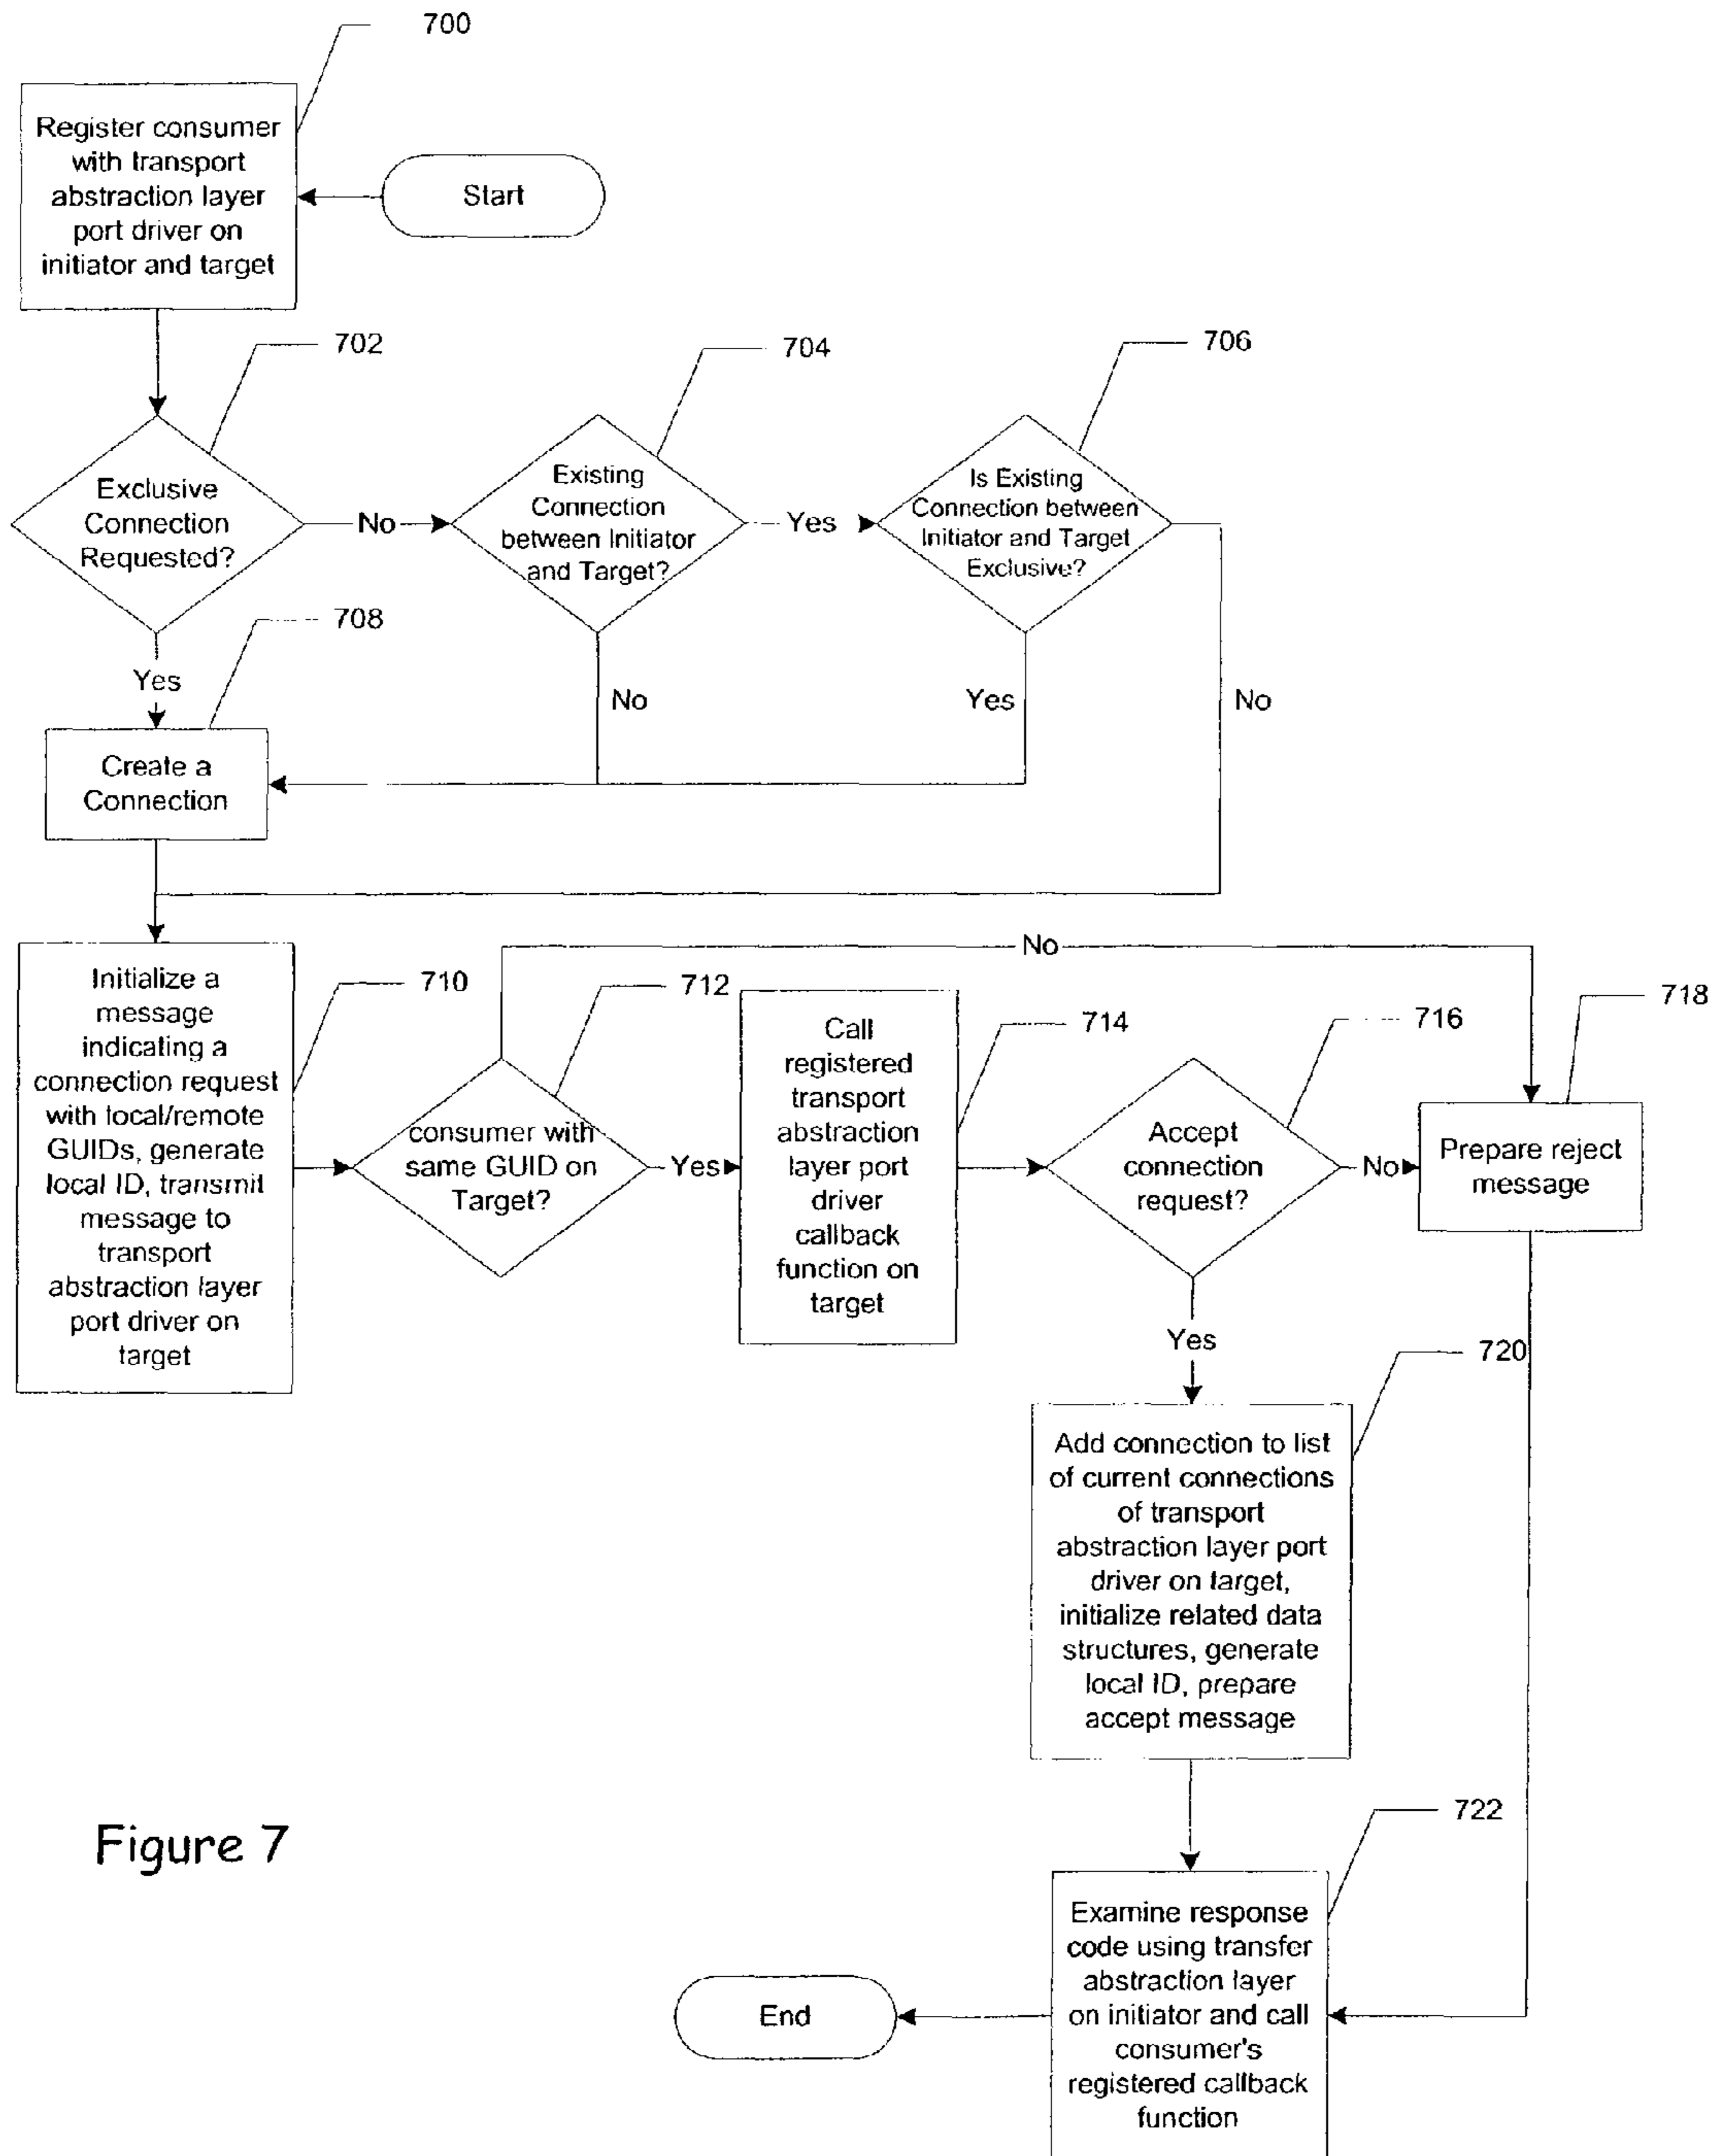 700
Register consumer
with transport
abstraction layer
port driver on
initiator and target
Start
702
704
706
Exclusive
Connection
Requested?
No
Existing
Connection
between Initiator
and Target?
Yes
Is Existing
Connection between
Initiator and Target
Exclusive?
708
Yes
No
Yes
No
Create a
Connection
No
Initialize a
message
indicating a
connection request
with local/remote
GUIDs, generate
local ID, transmit
message to
transport
abstraction layer
port driver on
target
710
712
consumer with
same GUID on
Target?
Yes
Call
registered
transport
abstraction
layer port
driver
callback
function on
target
714
716
Accept
connection
request?
No
718
Prepare reject
message
Yes
720
Add connection to list
of current connections
of transport
abstraction layer port
driver on target,
initialize related data
structures, generate
local ID, prepare
accept message
722
Figure 7
Examine response
code using transfer
abstraction layer
on initiator and call
consumer's
registered callback
function
End